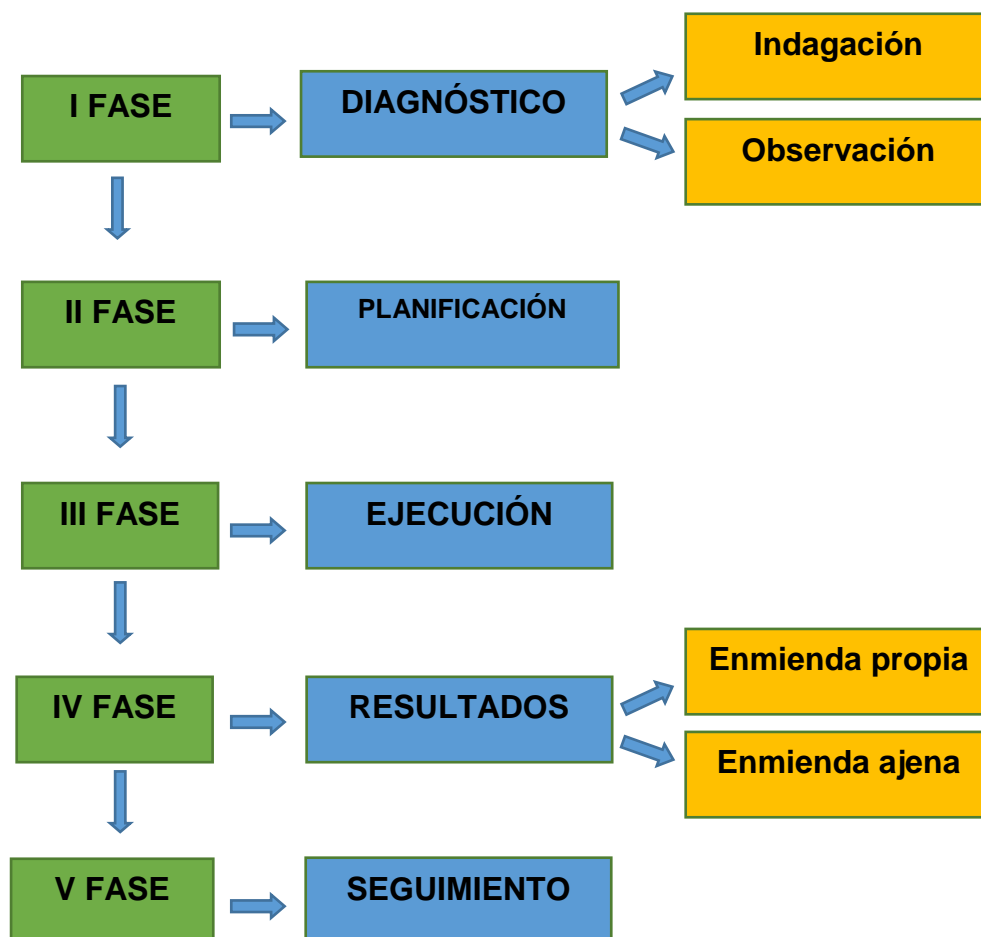 I FASE
DIAGNÓSTICO
Indagación
Observación
II FASE
PLANIFICACIÓN
III FASE
EJECUCIÓN
IV FASE
RESULTADOS
Enmienda propia
Enmienda ajena
V FASE
SEGUIMIENTO